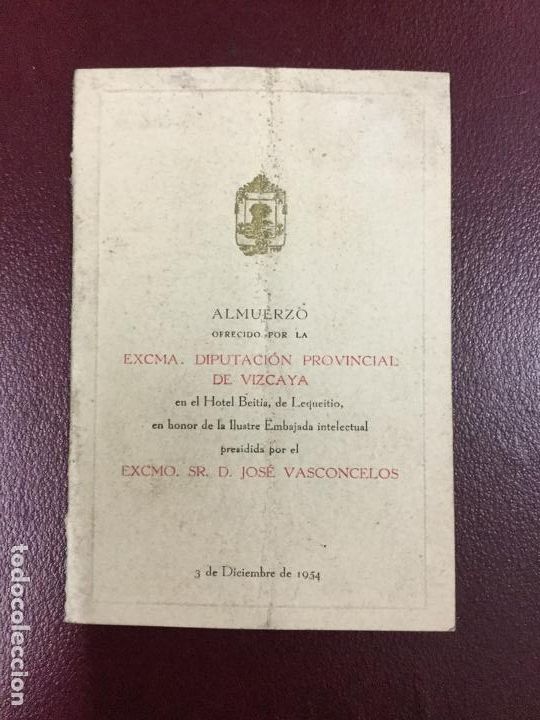 ALMUERZO
OFRECIDO POR LA
EXCMA. DIPUTACIÓN PROVINCIAL
DE VIZCAYA
en el Hotel Beitia, de Lequeitio,
en honor de la Ilustre Embajada intelectual
presidida por el
EXCMO. SR. D. JOSÉ VASCONCELOS
3 de Diciembre de 1954
todocoleccion